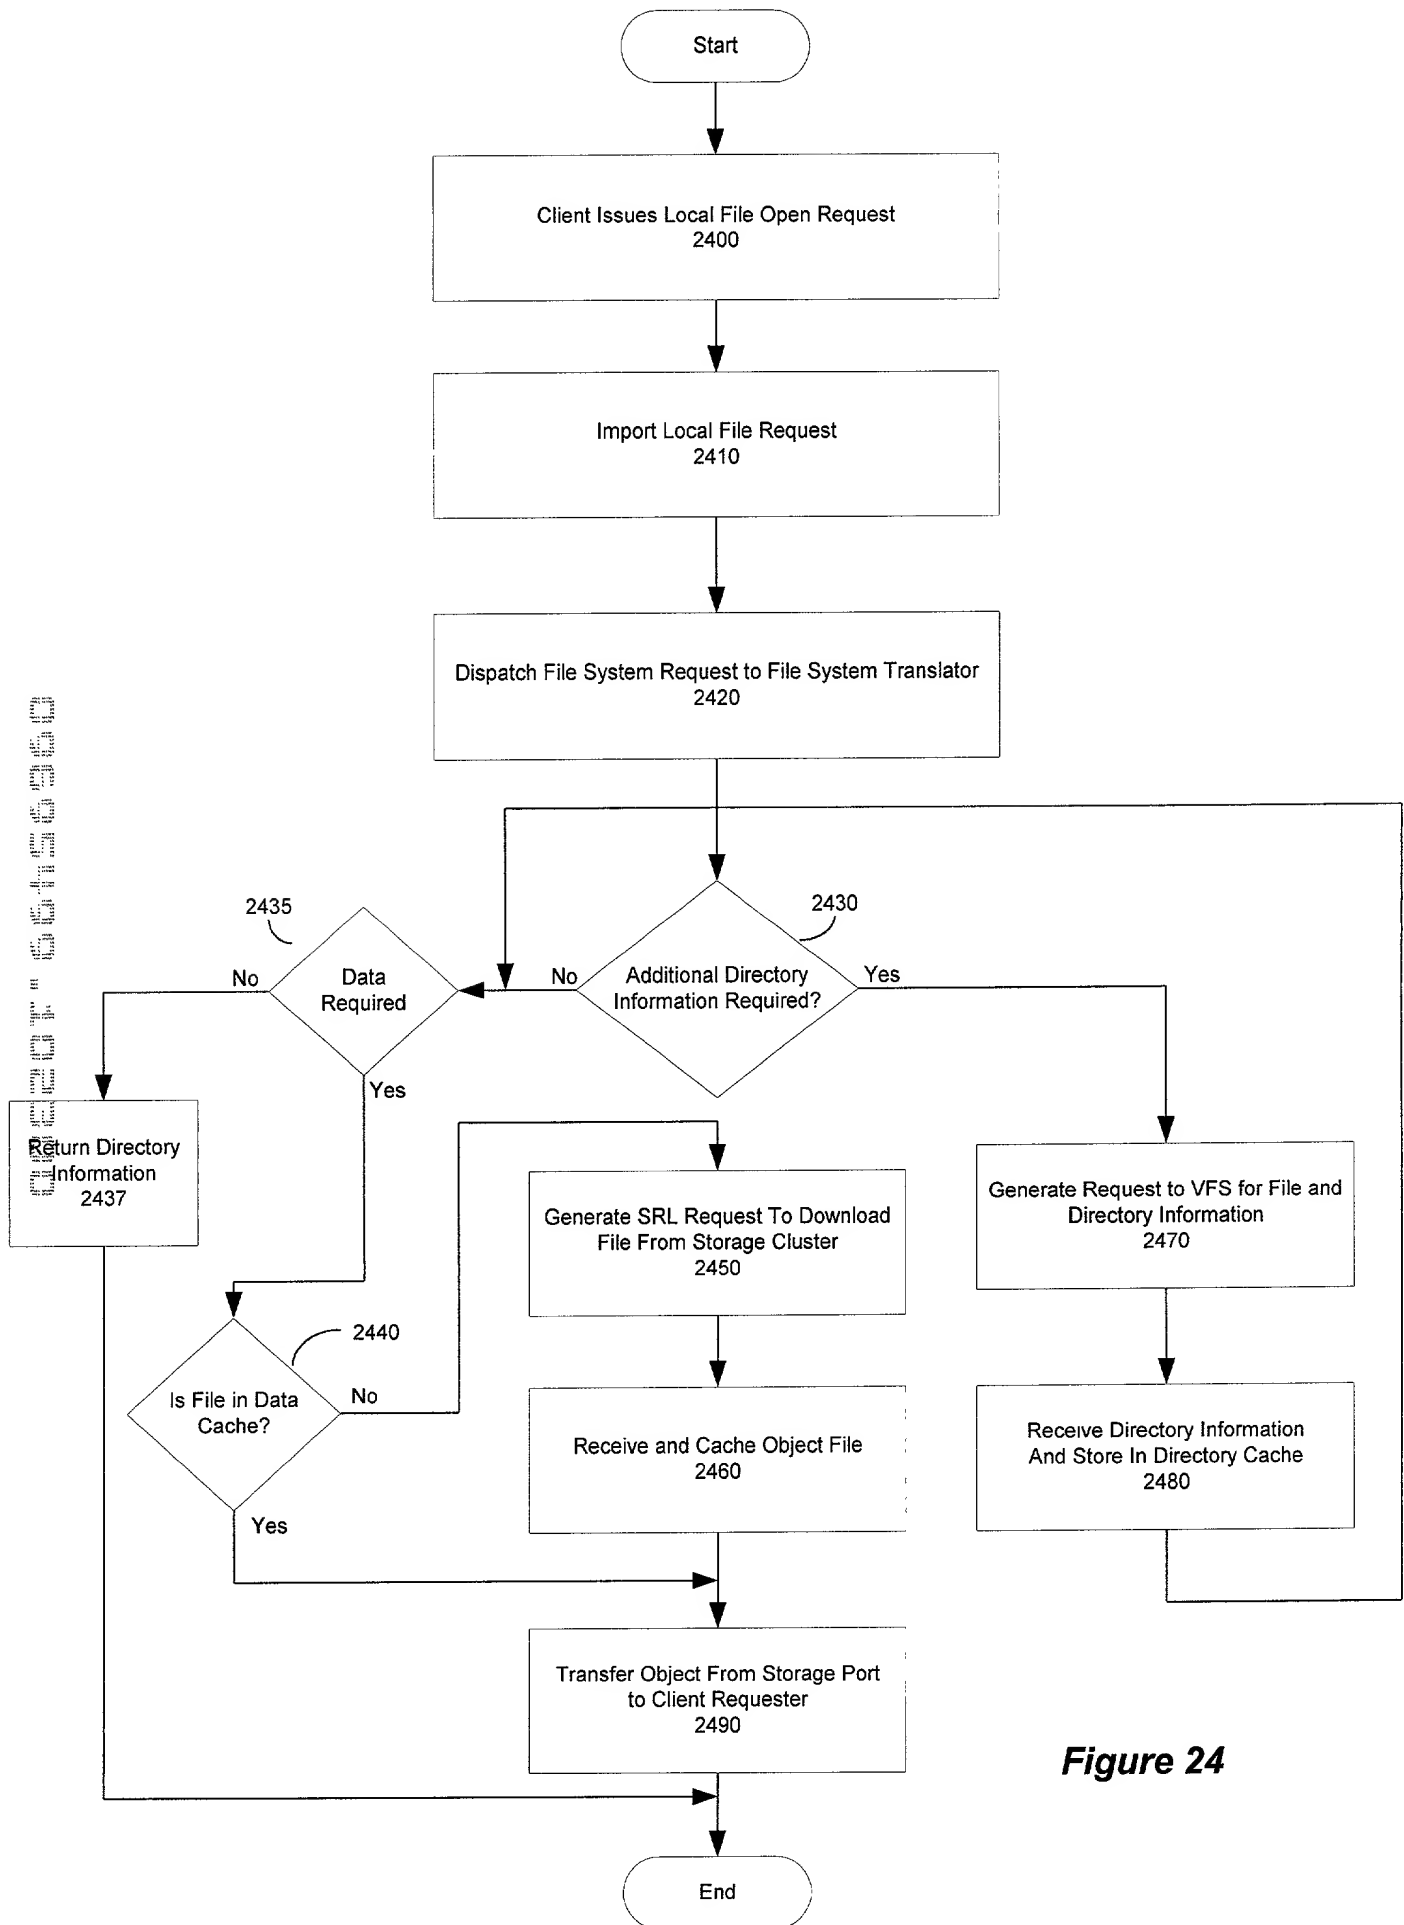 Start
Client Issues Local File Open Request
2400
Import Local File Request
2410
Dispatch File System Request to File System Translator
2420
2435
2430
No
Data
Required
No
Additional Directory
Information Required?
Yes
Yes
Return Directory
Information
2437
Generate SRL Request To Download
File From Storage Cluster
2450
Generate Request to VFS for File and
Directory Information
2470
2440
Is File in Data
Cache?
No
Yes
Receive and Cache Object File
2460
Receive Directory Information
And Store In Directory Cache
2480
Transfer Object From Storage Port
to Client Requester
2490
Figure 24
End